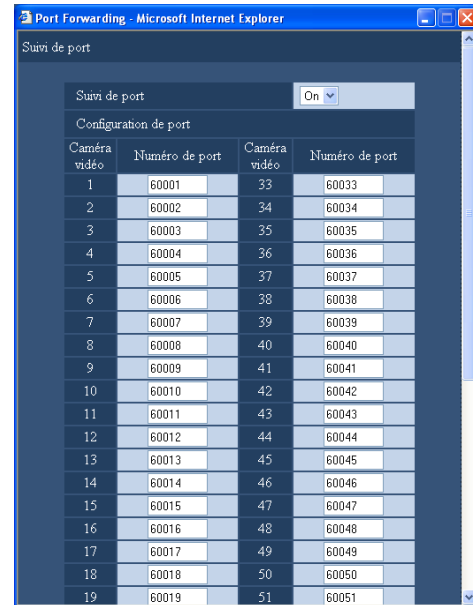 Port Forwarding - Microsoft Internet Explorer
Suivi de port
Suivi de port On
Configuration de port
Caméra vidéo Numéro de port Caméra vidéo Numéro de port
1 60001 33 60033
2 60002 34 60034
3 60003 35 60035
4 60004 36 60036
5 60005 37 60037
6 60006 38 60038
7 60007 39 60039
8 60008 40 60040
9 60009 41 60041
10 60010 42 60042
11 60011 43 60043
12 60012 44 60044
13 60013 45 60045
14 60014 46 60046
15 60015 47 60047
16 60016 48 60048
17 60017 49 60049
18 60018 50 60050
19 60019 51 60051